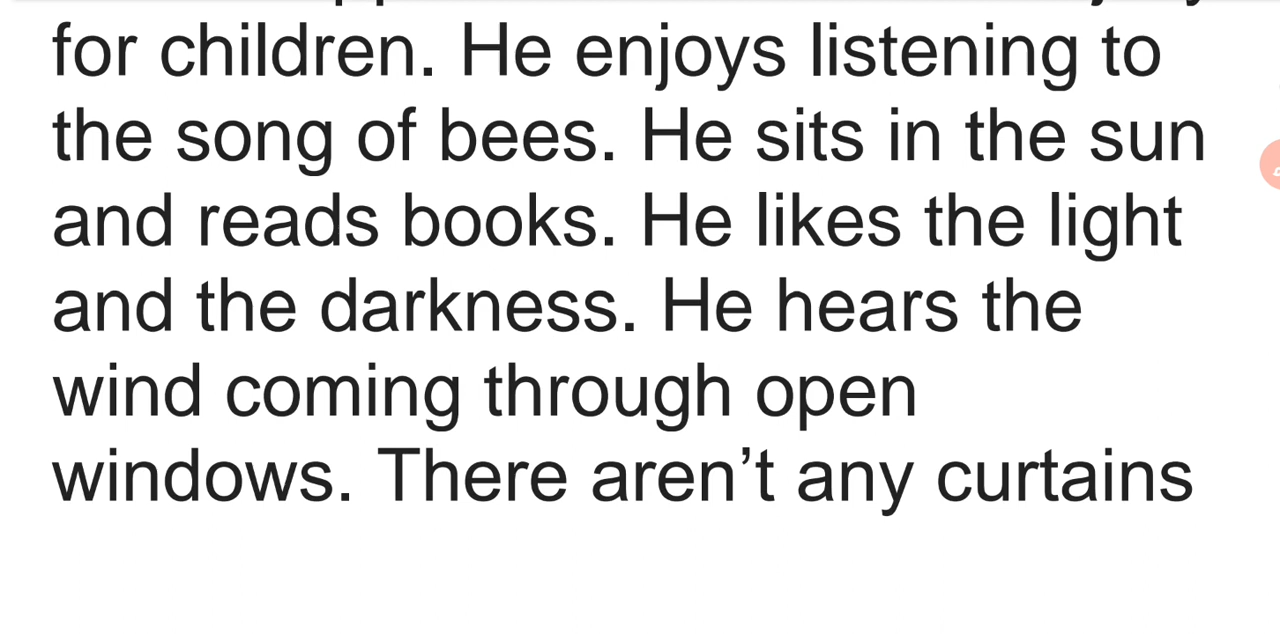 for children. He enjoys listening to
the song of bees. He sits in the sun
and reads books. He likes the light
and the darkness. He hears the
wind coming through open
windows. There aren’t any curtains